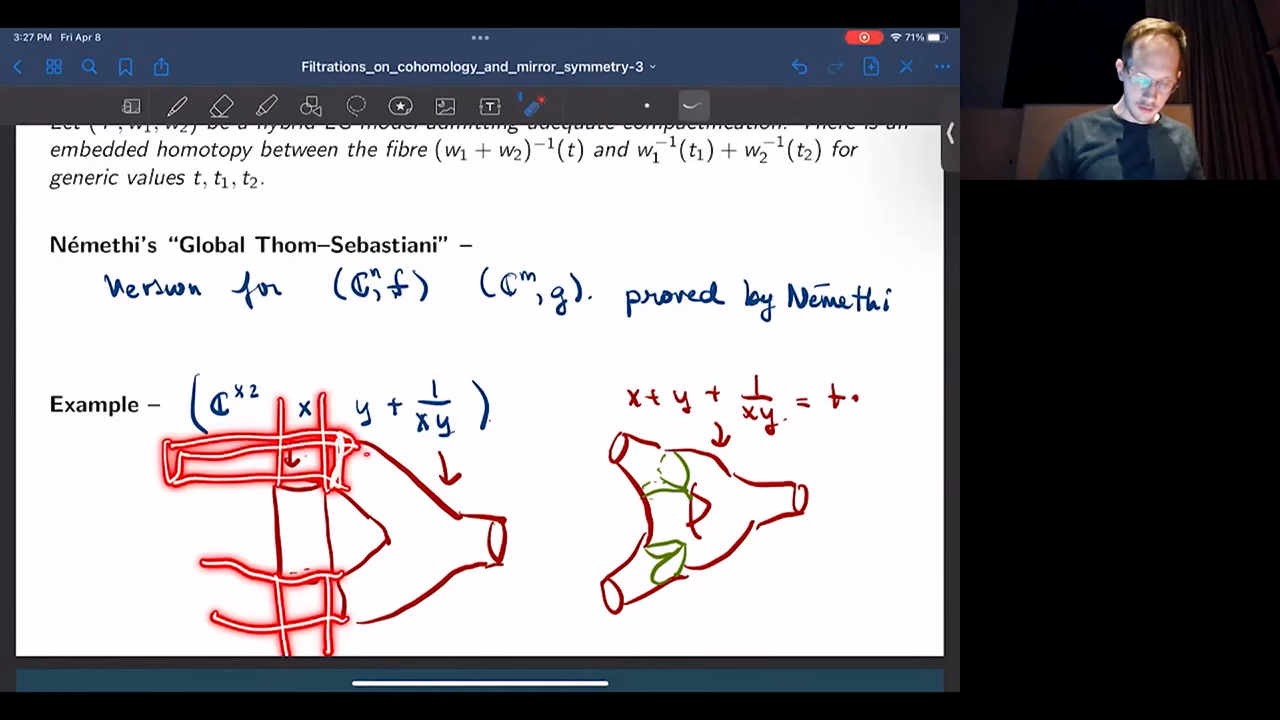 3:27 PM Fri Apr 8
71%
Filtrations_on_cohomology_and_mirror_symmetry-3
embedded homotopy between the fibre (w₁ + w₂)⁻¹(t) and w₁⁻¹(t₁) + w₂⁻¹(t₂) for
generic values t, t₁, t₂.
Némethi's “Global Thom–Sebastiani” –
Version for (ℂⁿ, f) (ℂᵐ, g). proved by Némethi
Example – (ℂˣ² x y + 1/xy)
x + y + 1/xy = t.